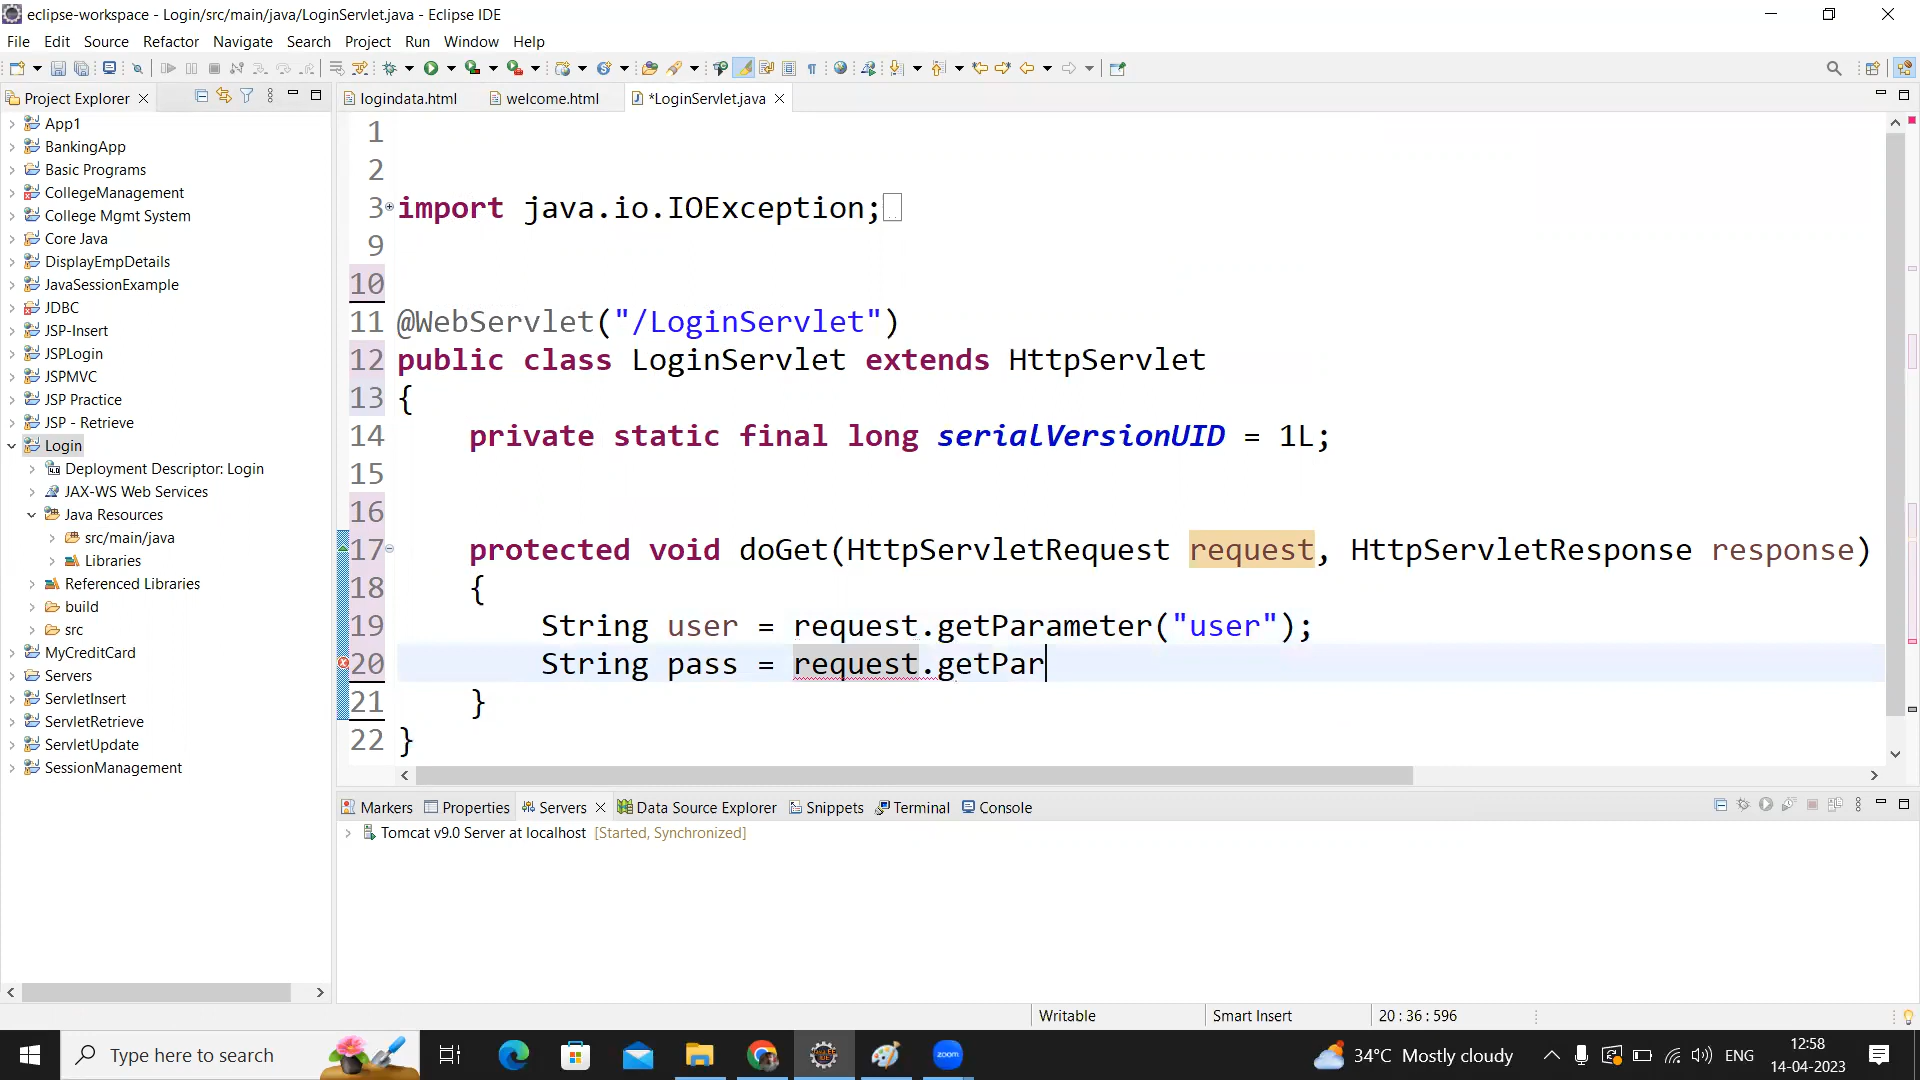 eclipse-workspace - Login/src/main/java/LoginServlet.java - Eclipse IDE
File Edit Source Refactor Navigate Search Project Run Window Help
Project Explorer
logindata.html welcome.html *LoginServlet.java
App1
BankingApp
Basic Programs
CollegeManagement
College Mgmt System
Core Java
DisplayEmpDetails
JavaSessionExample
JDBC
JSP-Insert
JSPLogin
JSPMVC
JSP Practice
JSP - Retrieve
Login
Deployment Descriptor: Login
JAX-WS Web Services
Java Resources
src/main/java
Libraries
Referenced Libraries
build
src
MyCreditCard
Servers
ServletInsert
ServletRetrieve
ServletUpdate
SessionManagement
1
2
3 import java.io.IOException;
9
10
11 @WebServlet("/LoginServlet")
12 public class LoginServlet extends HttpServlet
13 {
14 private static final long serialVersionUID = 1L;
15
16
17 protected void doGet(HttpServletRequest request, HttpServletResponse response)
18 {
19 String user = request.getParameter("user");
20 String pass = request.getPar
21 }
22 }
Markers Properties Servers Data Source Explorer Snippets Terminal Console
Tomcat v9.0 Server at localhost [Started, Synchronized]
Writable Smart Insert 20 : 36 : 596
Type here to search
zoom
34°C Mostly cloudy
ENG
12:58
14-04-2023